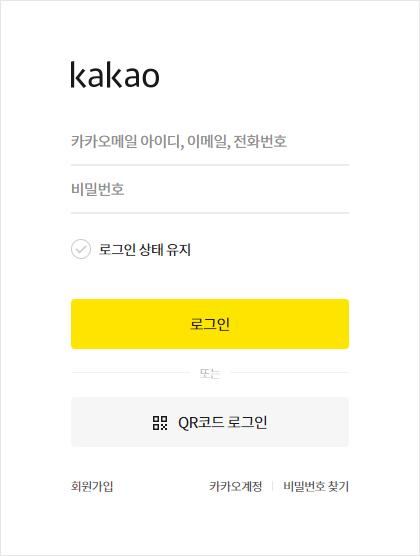 kakao
카카오메일 아이디, 이메일, 전화번호
비밀번호
로그인 상태 유지
로그인
또는
QR코드 로그인
회원가입 카카오계정 비밀번호 찾기